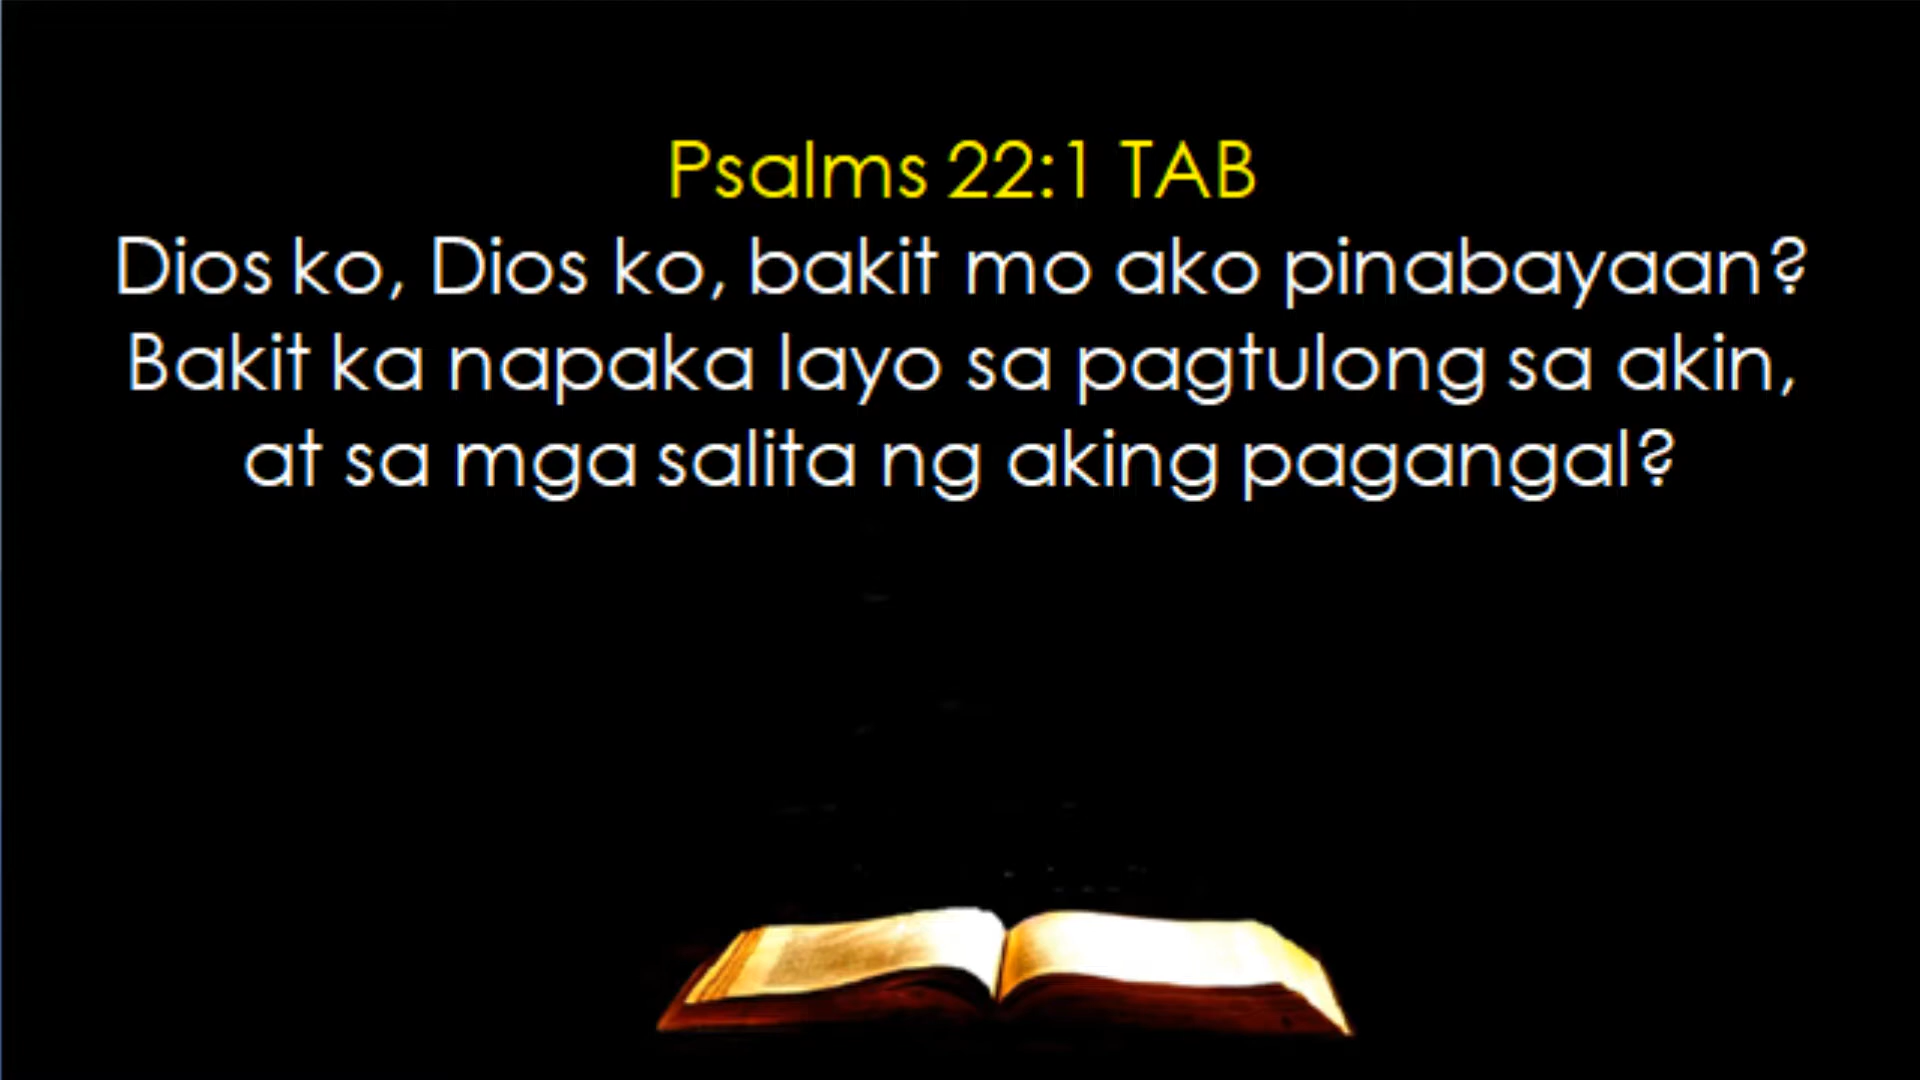 Psalms 22:1 TAB
Dios ko, Dios ko, bakit mo ako pinabayaan?
Bakit ka napaka layo sa pagtulong sa akin,
at sa mga salita ng aking pagangal?